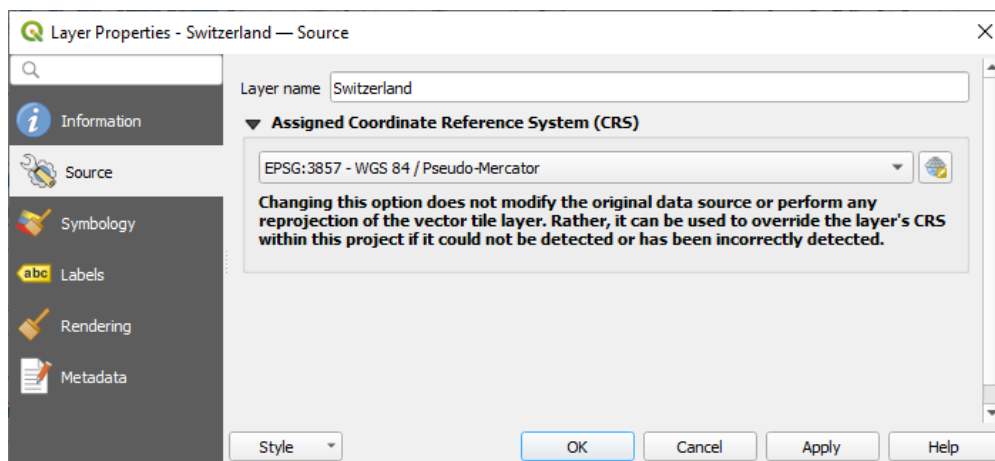 Layer Properties - Switzerland — Source
Information
Source
Symbology
abc Labels
Rendering
Metadata
Layer name Switzerland
Assigned Coordinate Reference System (CRS)
EPSG:3857 - WGS 84 / Pseudo-Mercator
Changing this option does not modify the original data source or perform any
reprojection of the vector tile layer. Rather, it can be used to override the layer's CRS
within this project if it could not be detected or has been incorrectly detected.
Style OK Cancel Apply Help